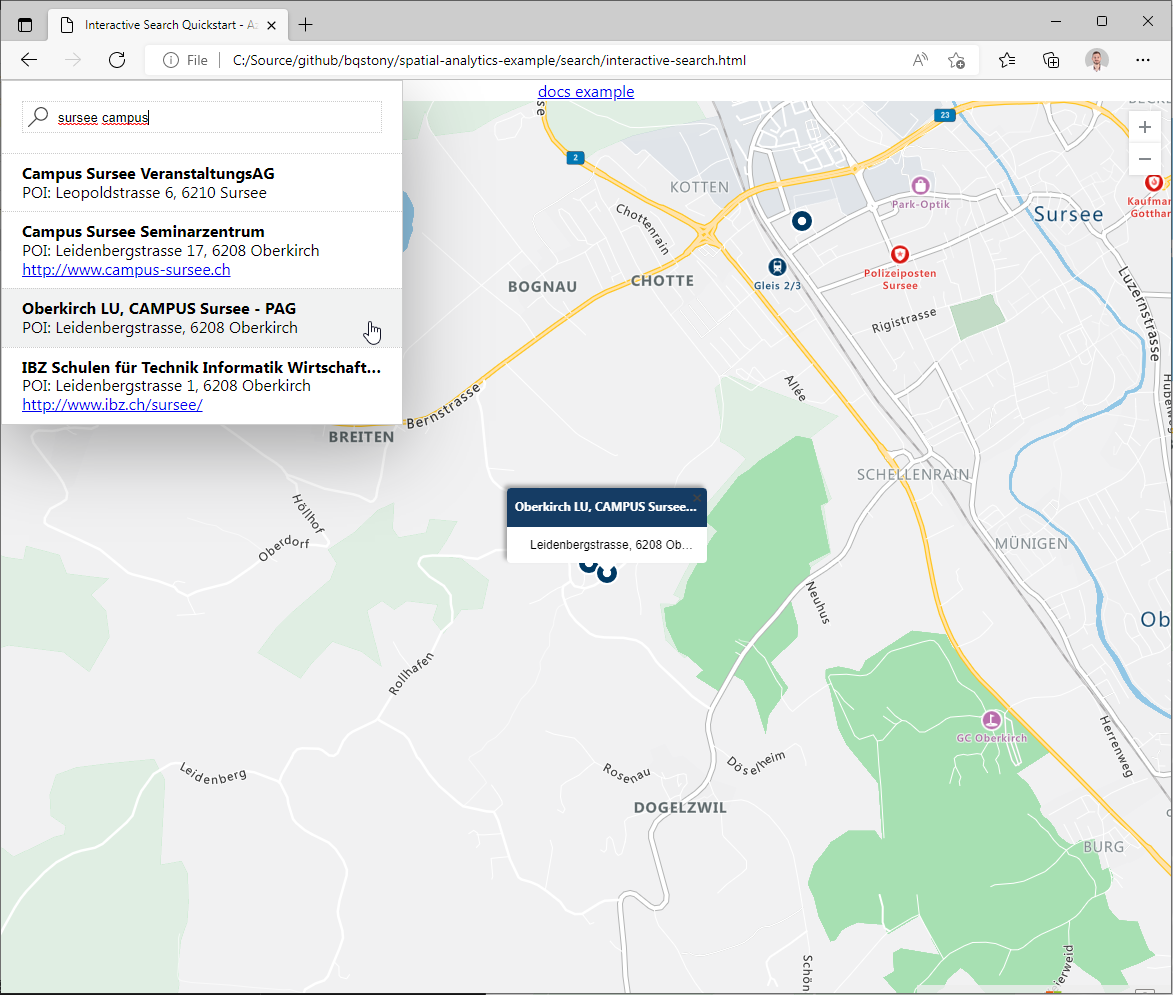 Interactive Search Quickstart - A
File
C:/Source/github/bqstony/spatial-analytics-example/search/interactive-search.html
docs example
sursee campus
Campus Sursee VeranstaltungsAG
POI: Leopoldstrasse 6, 6210 Sursee
Campus Sursee Seminarzentrum
POI: Leidenbergstrasse 17, 6208 Oberkirch
http://www.campus-sursee.ch
Oberkirch LU, CAMPUS Sursee - PAG
POI: Leidenbergstrasse, 6208 Oberkirch
IBZ Schulen für Technik Informatik Wirtschaft...
POI: Leidenbergstrasse 1, 6208 Oberkirch
http://www.ibz.ch/sursee/
se
23
2
KOTTEN
Park-Optik
Kaufmar
Gotthar
Sursee
Chottenrain
Polizeiposten
Sursee
Gleis 2/3
CHOTTE
BOGNAU
Luzernstrasse
Rigistrasse
Allée
Bernstrasse
BREITEN
SCHELLENRAIN
Höllhof
Oberdorf
Oberkirch LU, CAMPUS Sursee...
Leidenbergstrasse, 6208 Ob...
MÜNIGEN
Neuhus
Ob
Rollhafen
GC Oberkirch
Herrenweg
Leidenberg
Rosenau
Döselheim
DOGELZWIL
BURG
Schön
ierweid